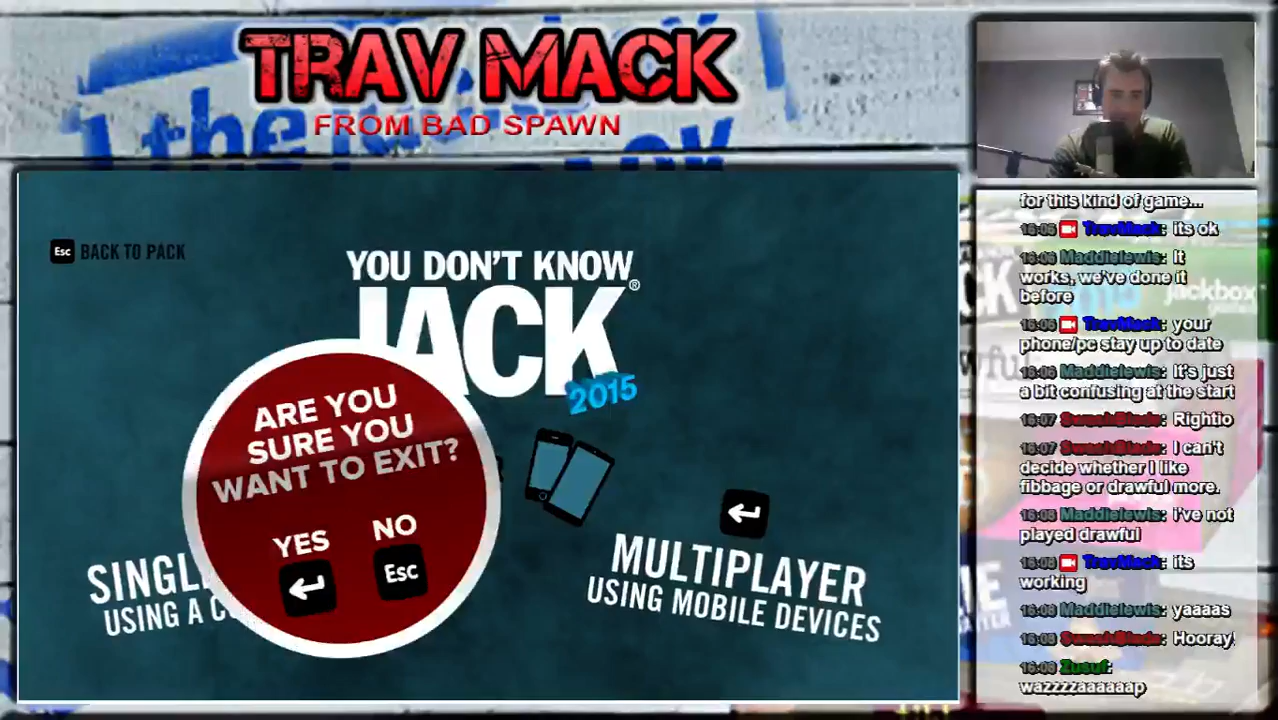 TRAV MACK
FROM BAD SPAWN
Esc BACK TO PACK
YOU DON'T KNOW
JACK®
2015
ARE YOU
SURE YOU
WANT TO EXIT?
YES NO
Esc
SINGL
USING A
MULTIPLAYER
USING MOBILE DEVICES
for this kind of game...
16:06 TravMack: its ok
16:06 Maddielewis: It
works, we've done it
before
16:06 TravMack: your
phone/pc stay up to date
16:06 Maddielewis: It's just
a bit confusing at the start
16:07 SwashBlade: Rightio
16:07 SwashBlade: I can't
decide whether I like
fibbage or drawful more.
16:08 Maddielewis: i've not
played drawful
16:08 TravMack: its
working
16:08 Maddielewis: yaaaas
16:08 SwashBlade: Hooray!
16:08 Zusuf:
wazzzzaaaaaap
jackbox